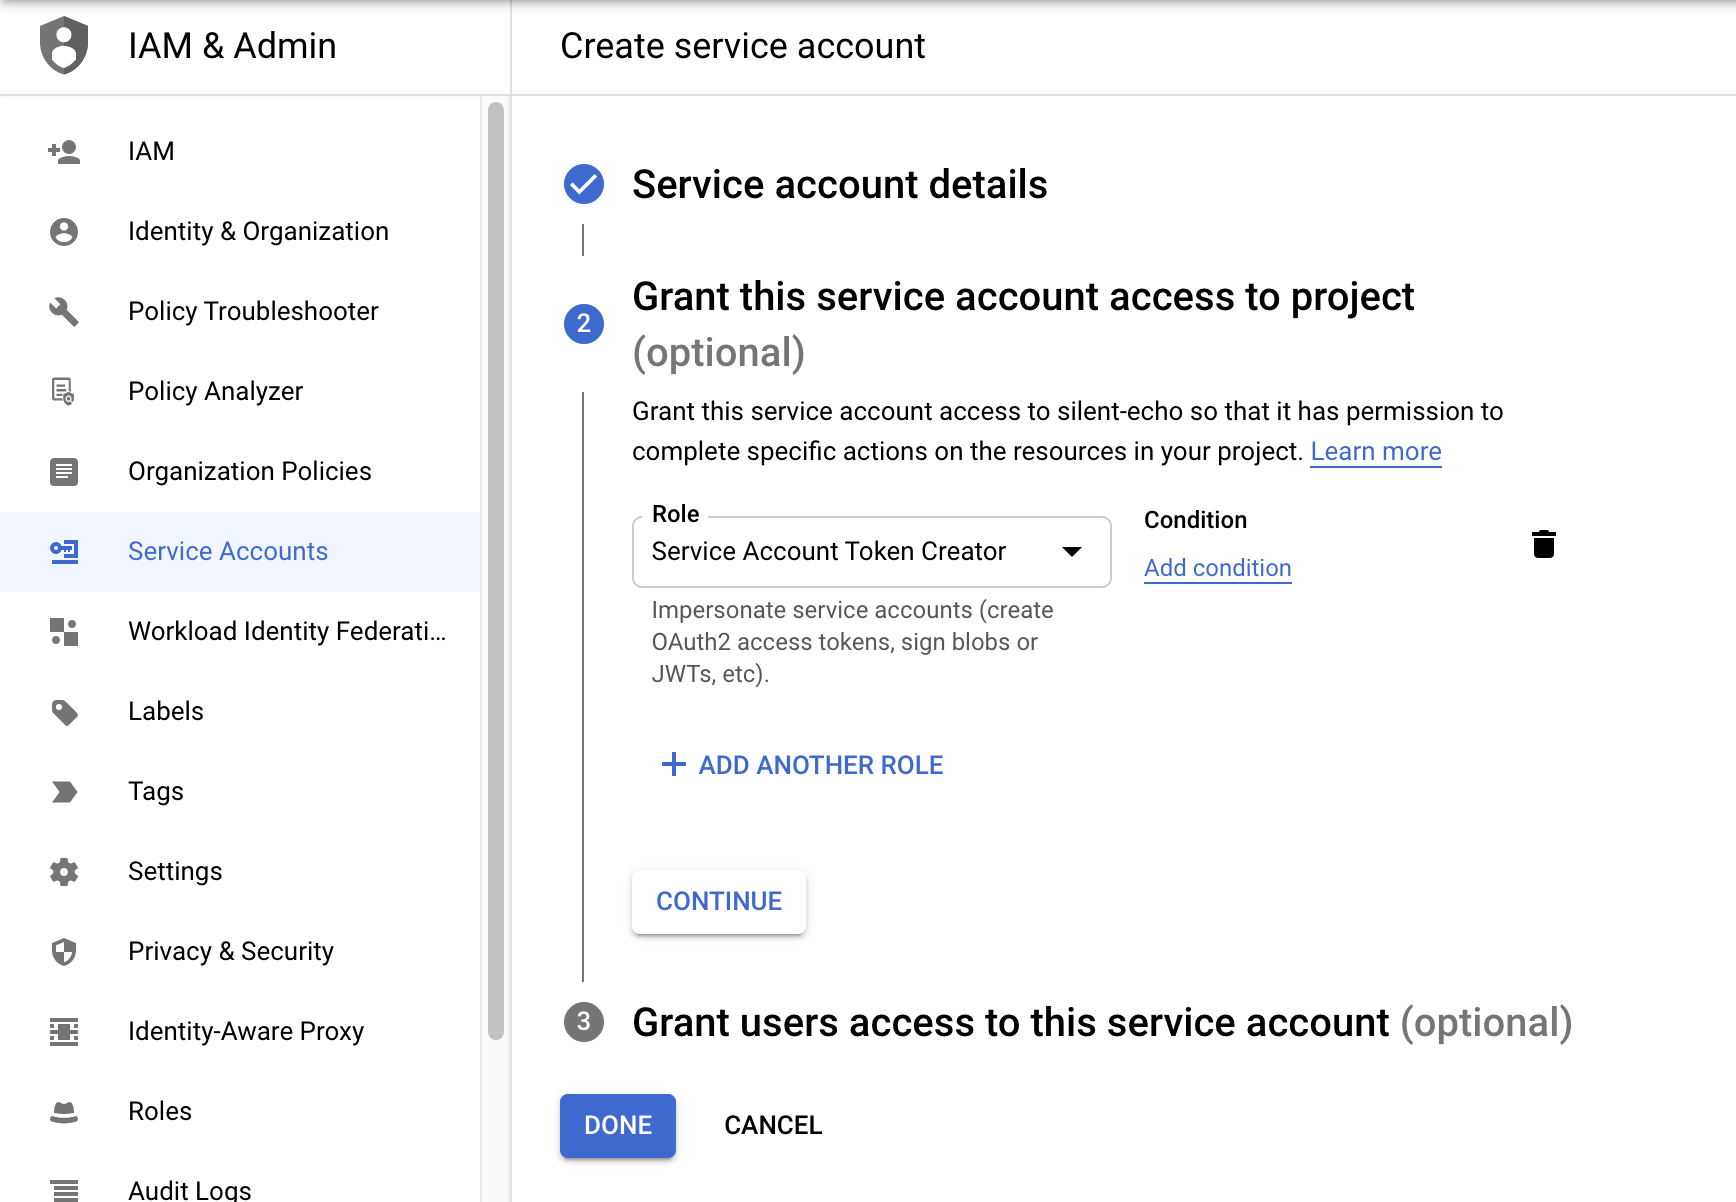 IAM & Admin
Create service account
IAM
Identity & Organization
Policy Troubleshooter
Policy Analyzer
Organization Policies
Service Accounts
Workload Identity Federati...
Labels
Tags
Settings
Privacy & Security
Identity-Aware Proxy
Roles
Audit Logs
Service account details
2
Grant this service account access to project
(optional)
Grant this service account access to silent-echo so that it has permission to
complete specific actions on the resources in your project. Learn more
Role
Service Account Token Creator
Condition
Add condition
Impersonate service accounts (create
OAuth2 access tokens, sign blobs or
JWTs, etc).
+ ADD ANOTHER ROLE
CONTINUE
3
Grant users access to this service account (optional)
DONE
CANCEL